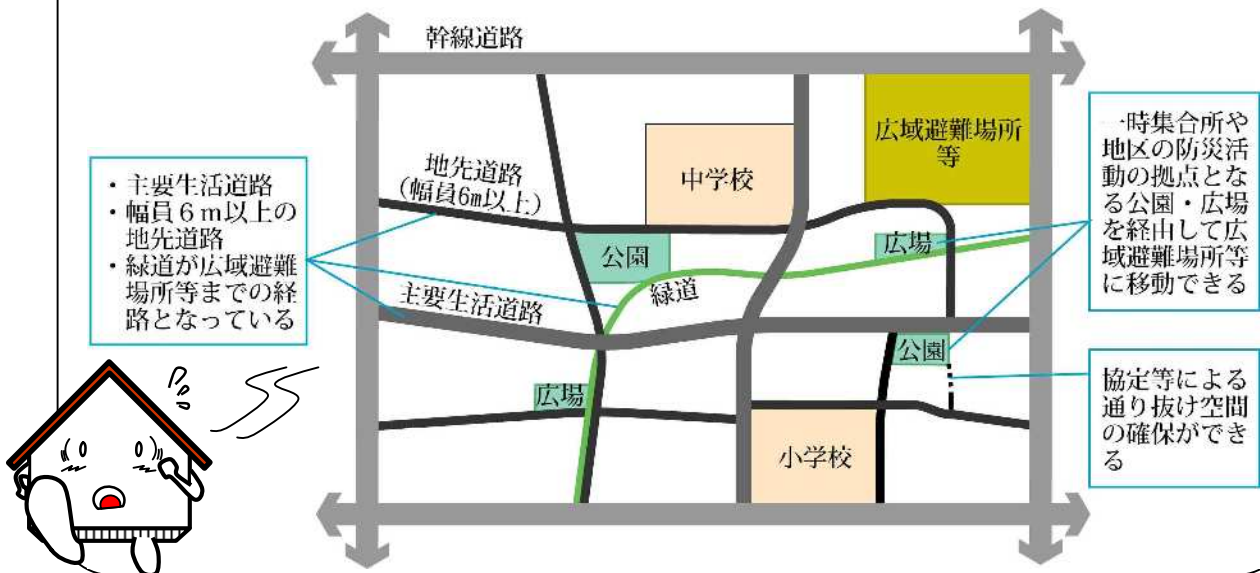 幹線道路
・主要生活道路
・幅員６ｍ以上の
地先道路
・緑道が広域避難
場所等までの経
路となっている
地先道路
(幅員6m以上)
中学校
広域避難場所
等
公園
広場
緑道
主要生活道路
公園
広場
小学校
一時集合所や
地区の防災活
動の拠点とな
る公園・広場
を経由して広
域避難場所等
に移動できる
協定等による
通り抜け空間
の確保ができ
る